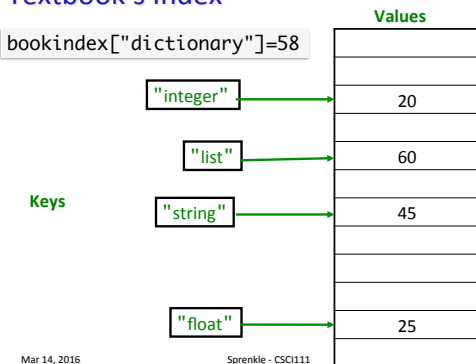 Textbook's Index
Values
bookindex["dictionary"]=58
"integer"
20
"list"
60
Keys
"string"
45
"float"
25
Mar 14, 2016
Sprenkle - CSCI111